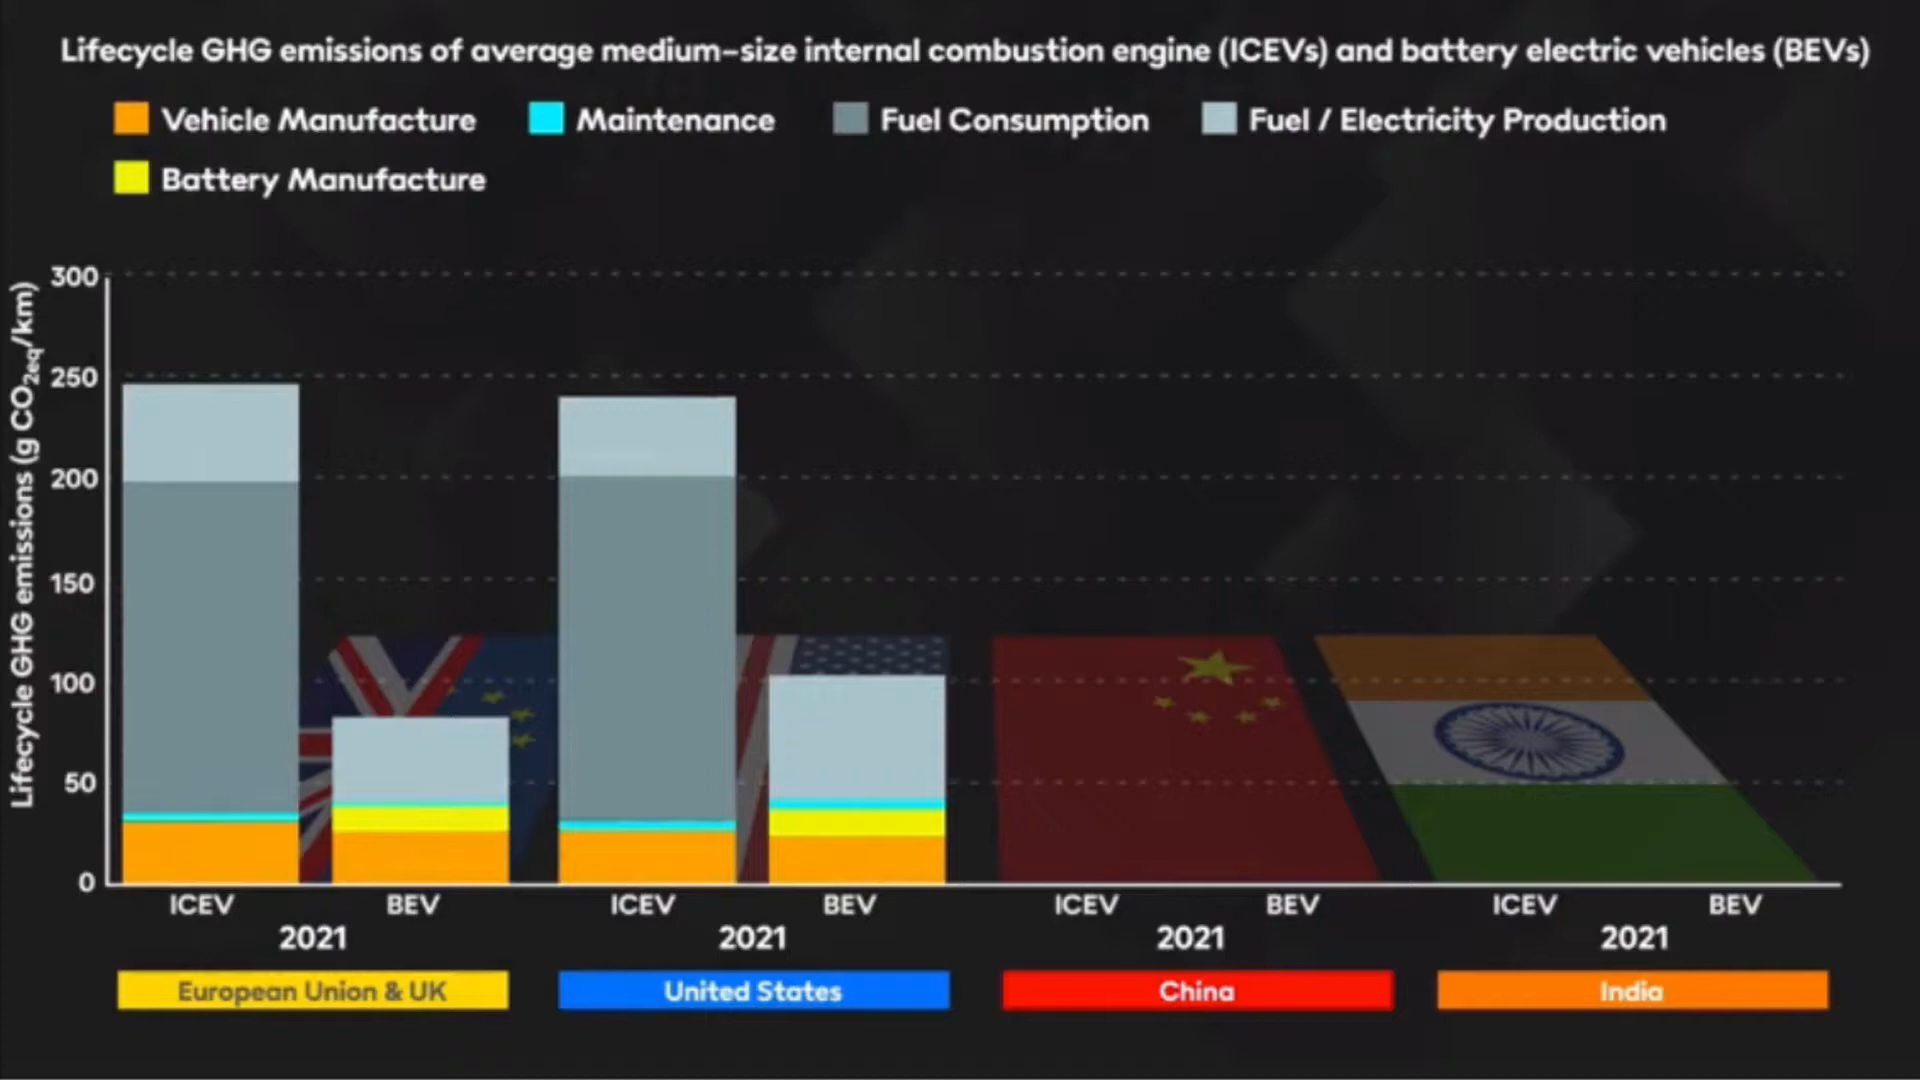 Lifecycle GHG emissions of average medium-size internal combustion engine (ICEVs) and battery electric vehicles (BEVs)
Vehicle Manufacture
Maintenance
Fuel Consumption
Fuel / Electricity Production
Battery Manufacture
Lifecycle GHG emissions (g CO2eq/km)
300
250
200
150
100
50
0
ICEV BEV ICEV BEV ICEV BEV ICEV BEV
2021 2021 2021 2021
European Union & UK
United States
China
India